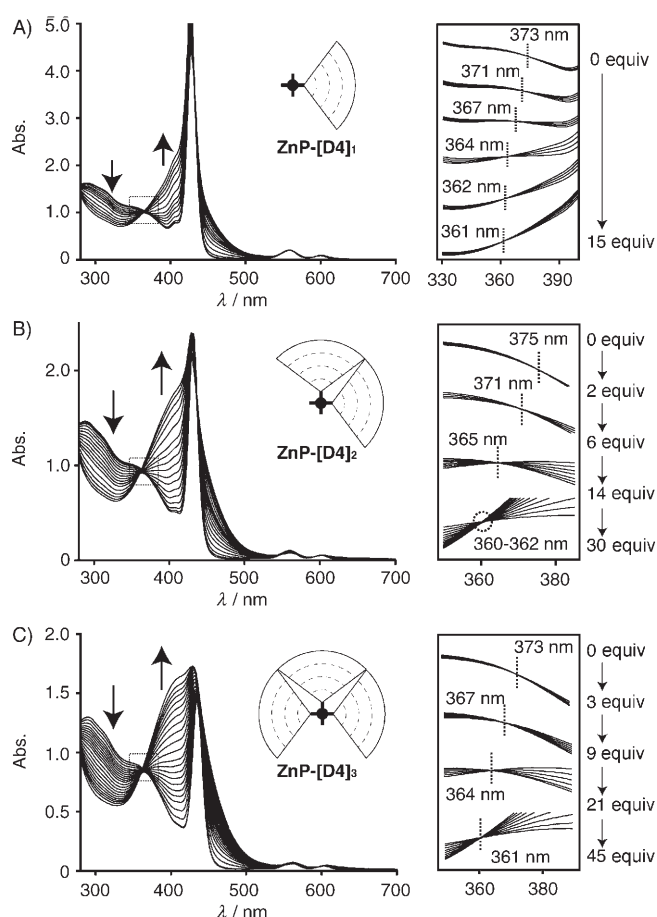 A)
5.0
4.0
3.0
2.0
1.0
0
Abs.
300
400
500
600
700
λ / nm
ZnP-[D4]1
373 nm
371 nm
367 nm
364 nm
362 nm
361 nm
330
360
390
0 equiv
15 equiv
B)
2.0
1.0
0
Abs.
300
400
500
600
700
λ / nm
ZnP-[D4]2
375 nm
371 nm
365 nm
360-362 nm
360
380
0 equiv
2 equiv
6 equiv
14 equiv
30 equiv
C)
2.0
1.5
1.0
0.5
0
Abs.
300
400
500
600
700
λ / nm
ZnP-[D4]3
373 nm
367 nm
364 nm
361 nm
360
380
0 equiv
3 equiv
9 equiv
21 equiv
45 equiv